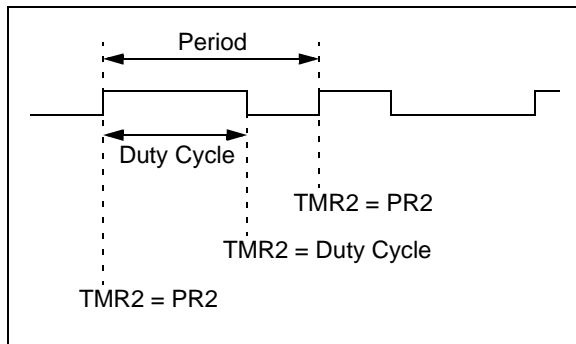 Period
Duty Cycle
TMR2 = PR2
TMR2 = Duty Cycle
TMR2 = PR2